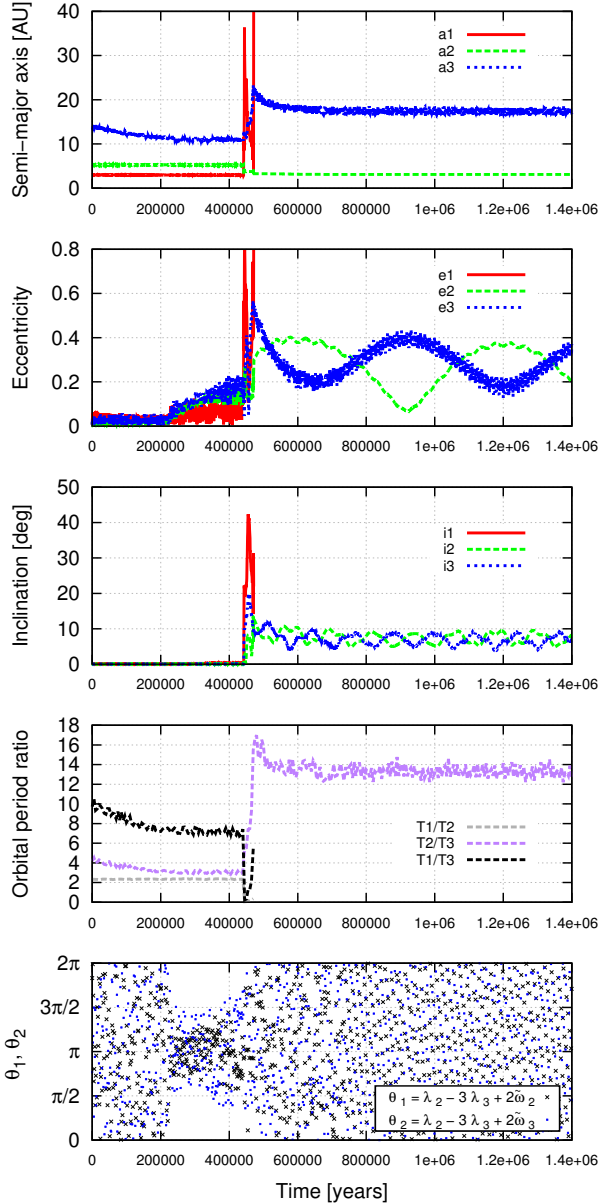 Semi-major axis [AU]
40
30
20
10
0
a1
a2
a3
0 200000 400000 600000 800000 1e+06 1.2e+06 1.4e+06
Eccentricity
0.8
0.6
0.4
0.2
0
e1
e2
e3
0 200000 400000 600000 800000 1e+06 1.2e+06 1.4e+06
Inclination [deg]
50
40
30
20
10
0
i1
i2
i3
0 200000 400000 600000 800000 1e+06 1.2e+06 1.4e+06
Orbital period ratio
18
16
14
12
10
8
6
4
2
0
T1/T2
T2/T3
T1/T3
0 200000 400000 600000 800000 1e+06 1.2e+06 1.4e+06
θ₁, θ₂
2π
3π/2
π
π/2
0
θ₁ = λ₂ − 3 λ₃ + 2ω̃₂
θ₂ = λ₂ − 3 λ₃ + 2ω̃₃
0 200000 400000 600000 800000 1e+06 1.2e+06 1.4e+06
Time [years]